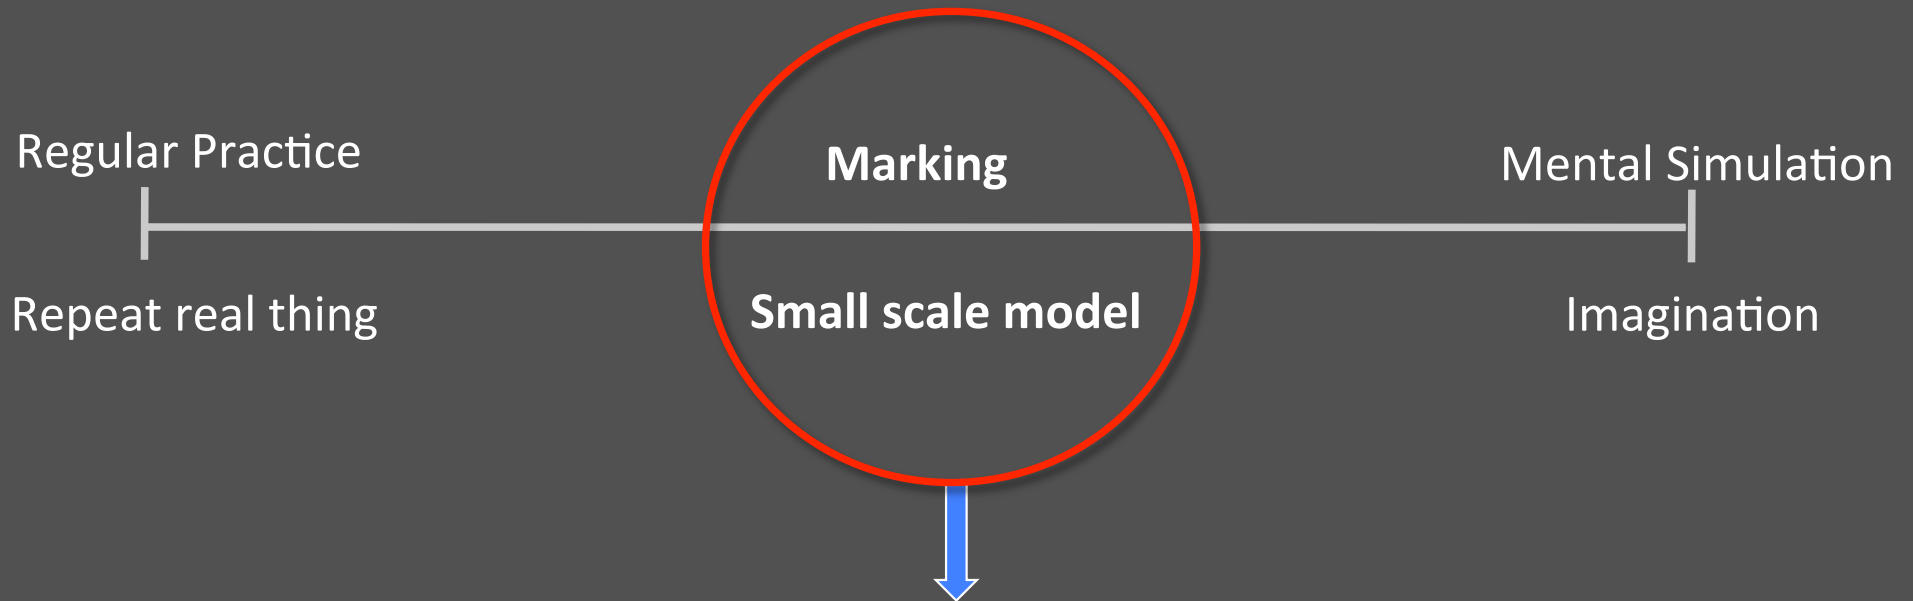 Regular Practice
Marking
Mental Simulation
Repeat real thing
Small scale model
Imagination